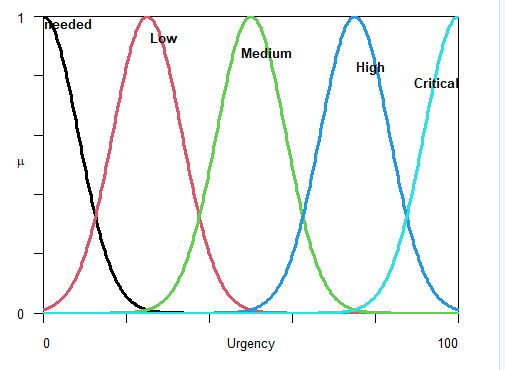 1
needed
Low
Medium
High
Critical
μ
0
0 Urgency 100